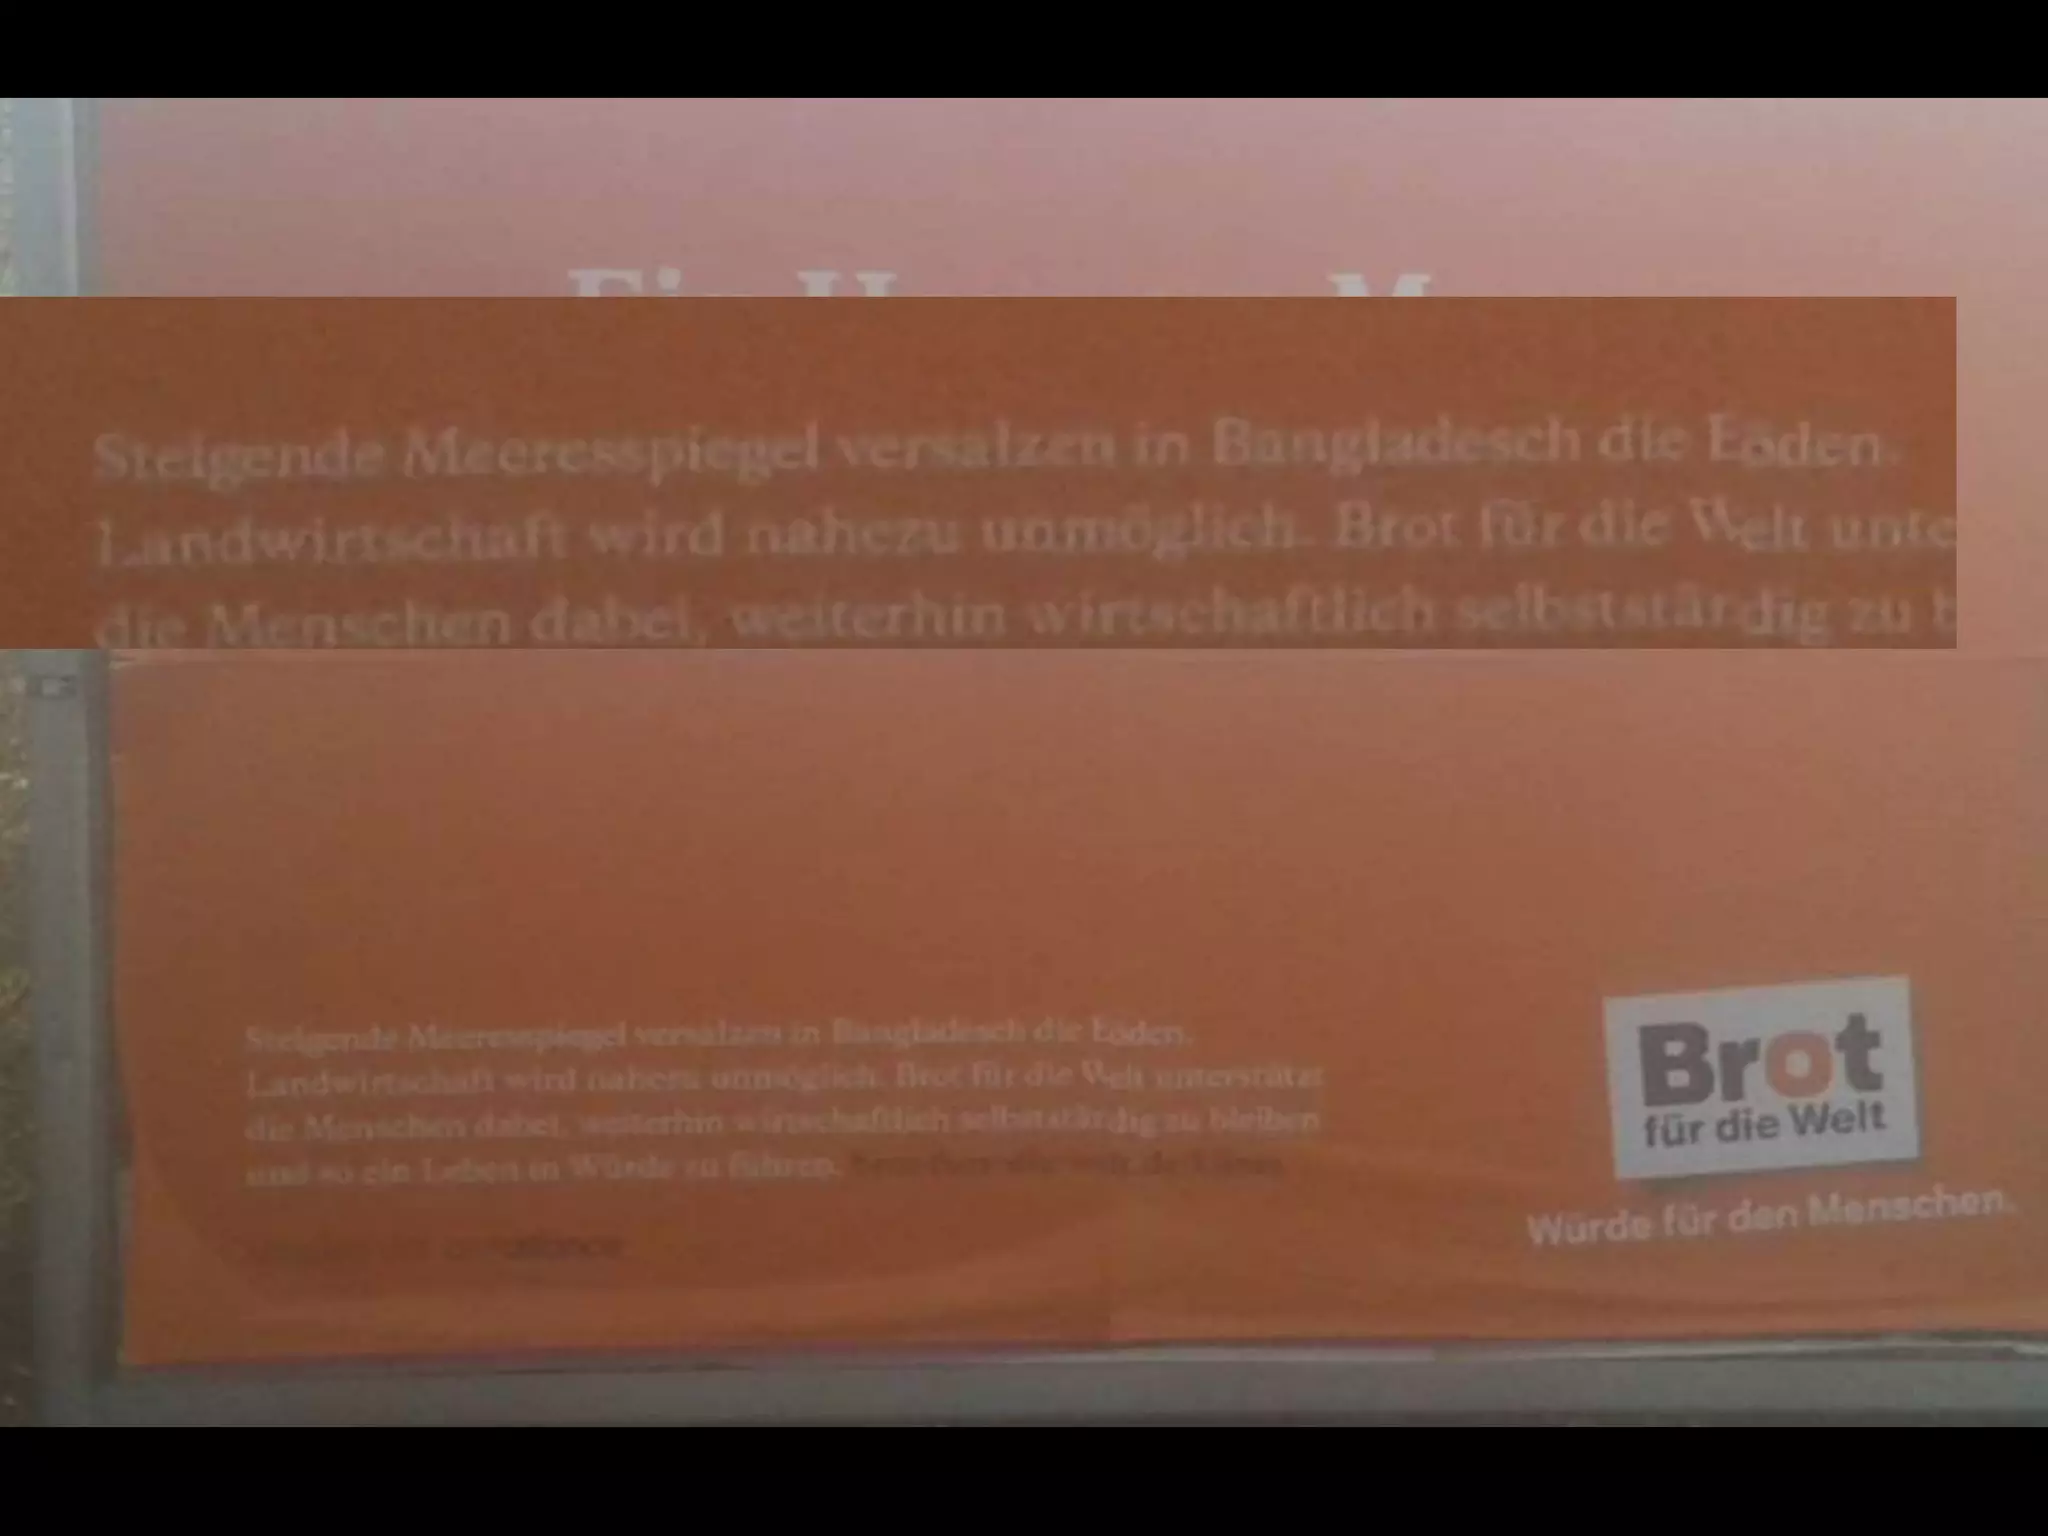 Steigende Meeresspiegel versalzen in Bangladesch die Böden.
Landwirtschaft wird nahezu unmöglich. Brot für die Welt unte
die Menschen dabei, weiterhin wirtschaftlich selbstständig zu b
Steigende Meeresspiegel versalzen in Bangladesch die Böden.
Landwirtschaft wird nahezu unmöglich. Brot für die Welt unterstützt
die Menschen dabei, weiterhin wirtschaftlich selbstständig zu bleiben
und so ein Leben in Würde zu führen.
Brot
für die Welt
Würde für den Menschen.